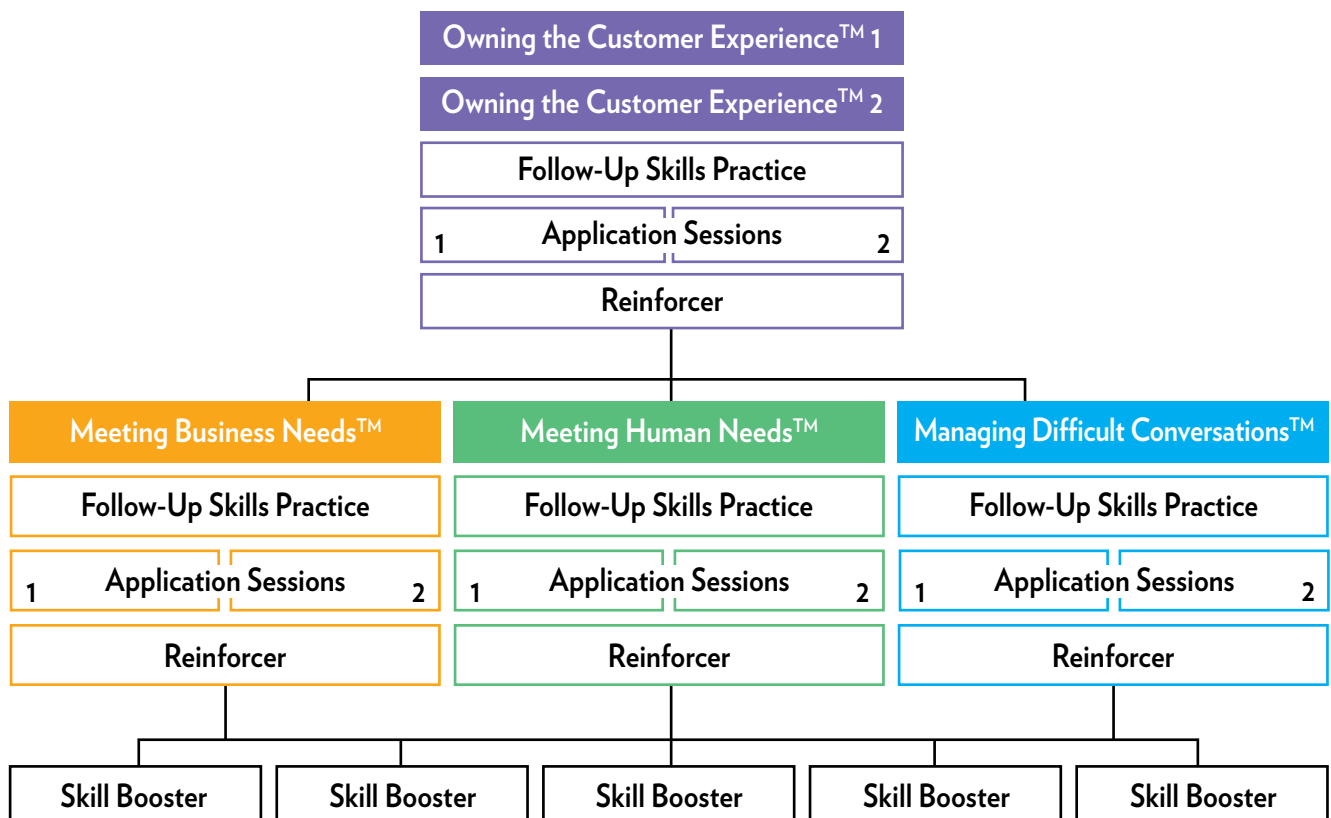 Owning the Customer Experience™ 1
Owning the Customer Experience™ 2
Follow-Up Skills Practice
1 Application Sessions 2
Reinforcer
Meeting Business Needs™
Follow-Up Skills Practice
1 Application Sessions 2
Reinforcer
Meeting Human Needs™
Follow-Up Skills Practice
1 Application Sessions 2
Reinforcer
Managing Difficult Conversations™
Follow-Up Skills Practice
1 Application Sessions 2
Reinforcer
Skill Booster
Skill Booster
Skill Booster
Skill Booster
Skill Booster